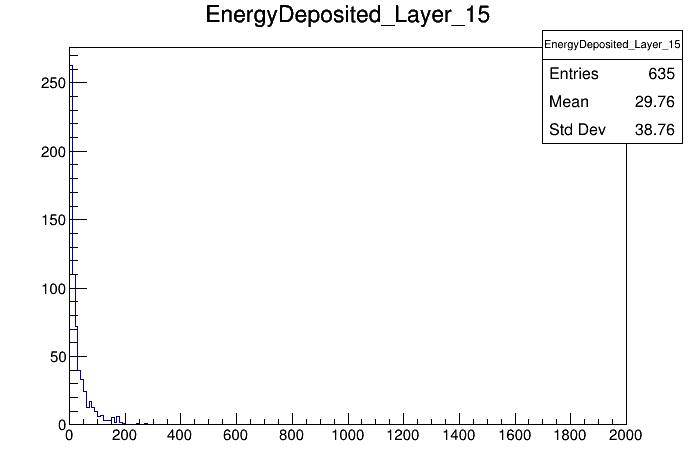 EnergyDeposited_Layer_15
EnergyDeposited_Layer_15
Entries 635
Mean 29.76
Std Dev 38.76
250
200
150
100
50
0
0 200 400 600 800 1000 1200 1400 1600 1800 2000